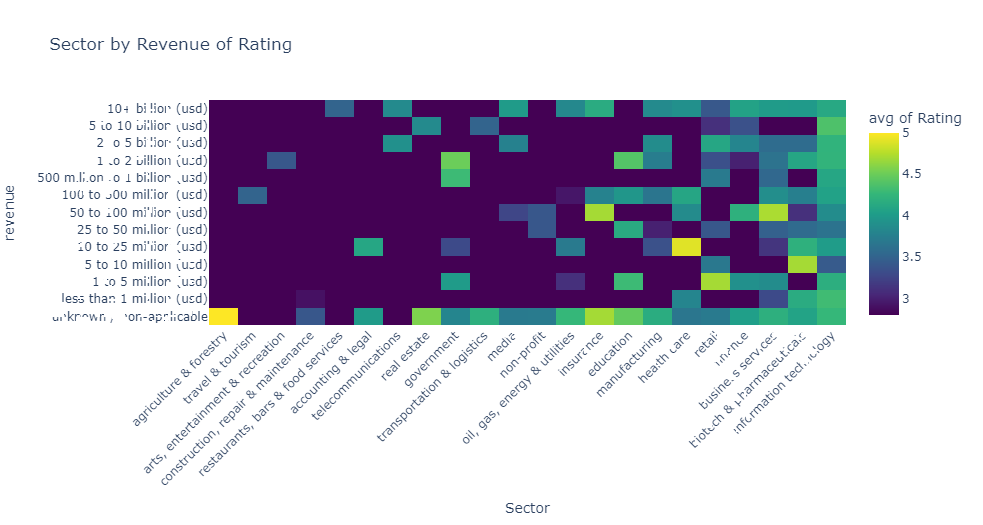 Sector by Revenue of Rating
10+ billion (usd)
5 to 10 billion (usd)
2 to 5 billion (usd)
1 to 2 billion (usd)
500 million to 1 billion (usd)
100 to 500 million (usd)
50 to 100 million (usd)
25 to 50 million (usd)
10 to 25 million (usd)
5 to 10 million (usd)
1 to 5 million (usd)
less than 1 million (usd)
unknown / non-applicable
revenue
agriculture & forestry
travel & tourism
arts, entertainment & recreation
construction, repair & maintenance
restaurants, bars & food services
accounting & legal
telecommunications
real estate
government
transportation & logistics
media
non-profit
oil, gas, energy & utilities
insurance
education
manufacturing
health care
retail
finance
business services
biotech & pharmaceuticals
information technology
Sector
avg of Rating
5
4.5
4
3.5
3